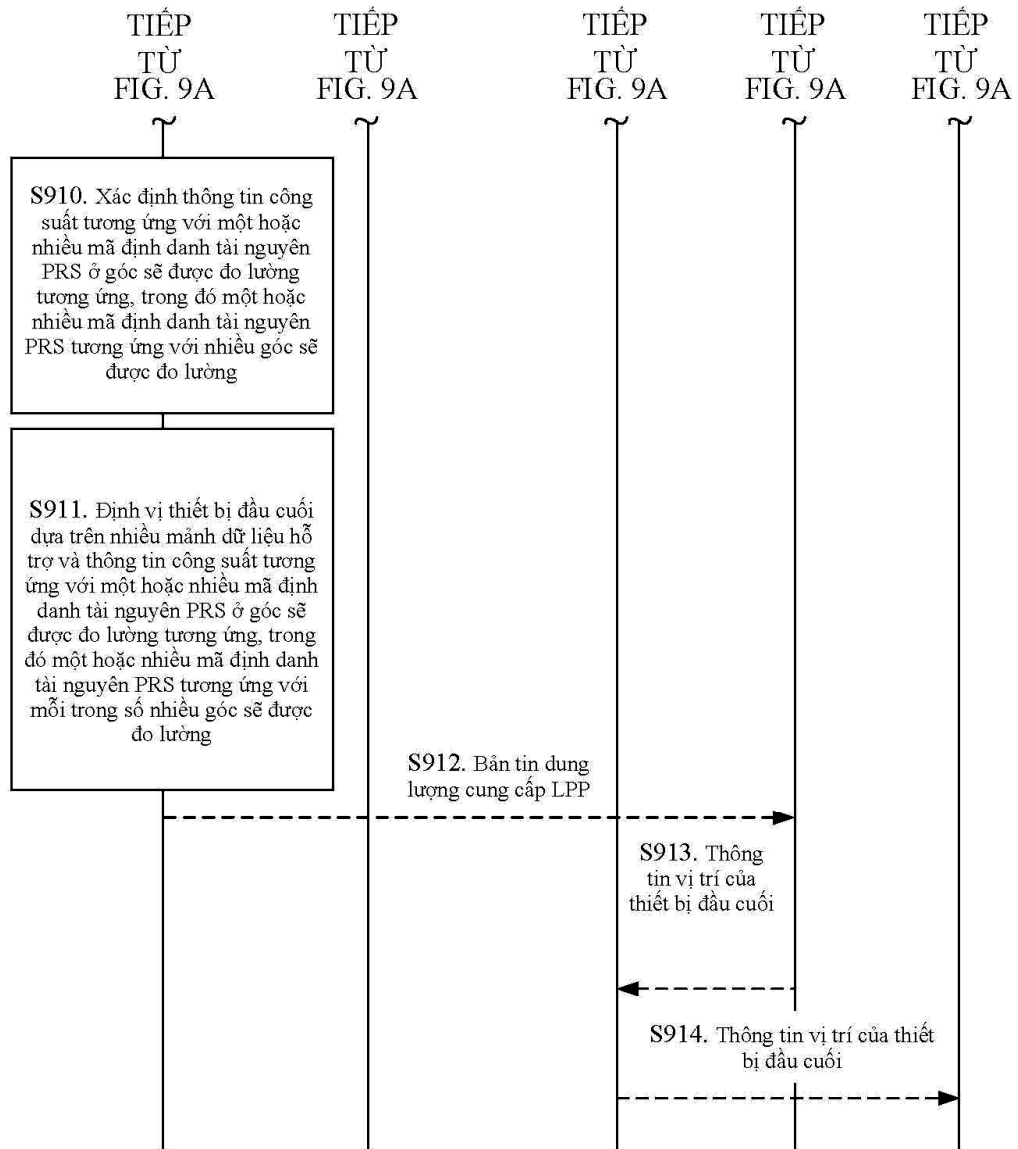 TIẾP
TỪ
FIG. 9A
TIẾP
TỪ
FIG. 9A
TIẾP
TỪ
FIG. 9A
TIẾP
TỪ
FIG. 9A
TIẾP
TỪ
FIG. 9A
S910. Xác định thông tin công
suất tương ứng với một hoặc
nhiều mã định danh tài nguyên
PRS ở góc sẽ được đo lường
tương ứng, trong đó một hoặc
nhiều mã định danh tài nguyên
PRS tương ứng với nhiều góc sẽ
được đo lường
S911. Định vị thiết bị đầu cuối
dựa trên nhiều mảnh dữ liệu hỗ
trợ và thông tin công suất tương
ứng với một hoặc nhiều mã định
danh tài nguyên PRS ở góc sẽ
được đo lường tương ứng, trong
đó một hoặc nhiều mã định danh
tài nguyên PRS tương ứng với
mỗi trong số nhiều góc sẽ được
đo lường
S912. Bản tin dung
lượng cung cấp LPP
S913. Thông
tin vị trí của
thiết bị đầu cuối
S914. Thông tin vị trí của thiết
bị đầu cuối